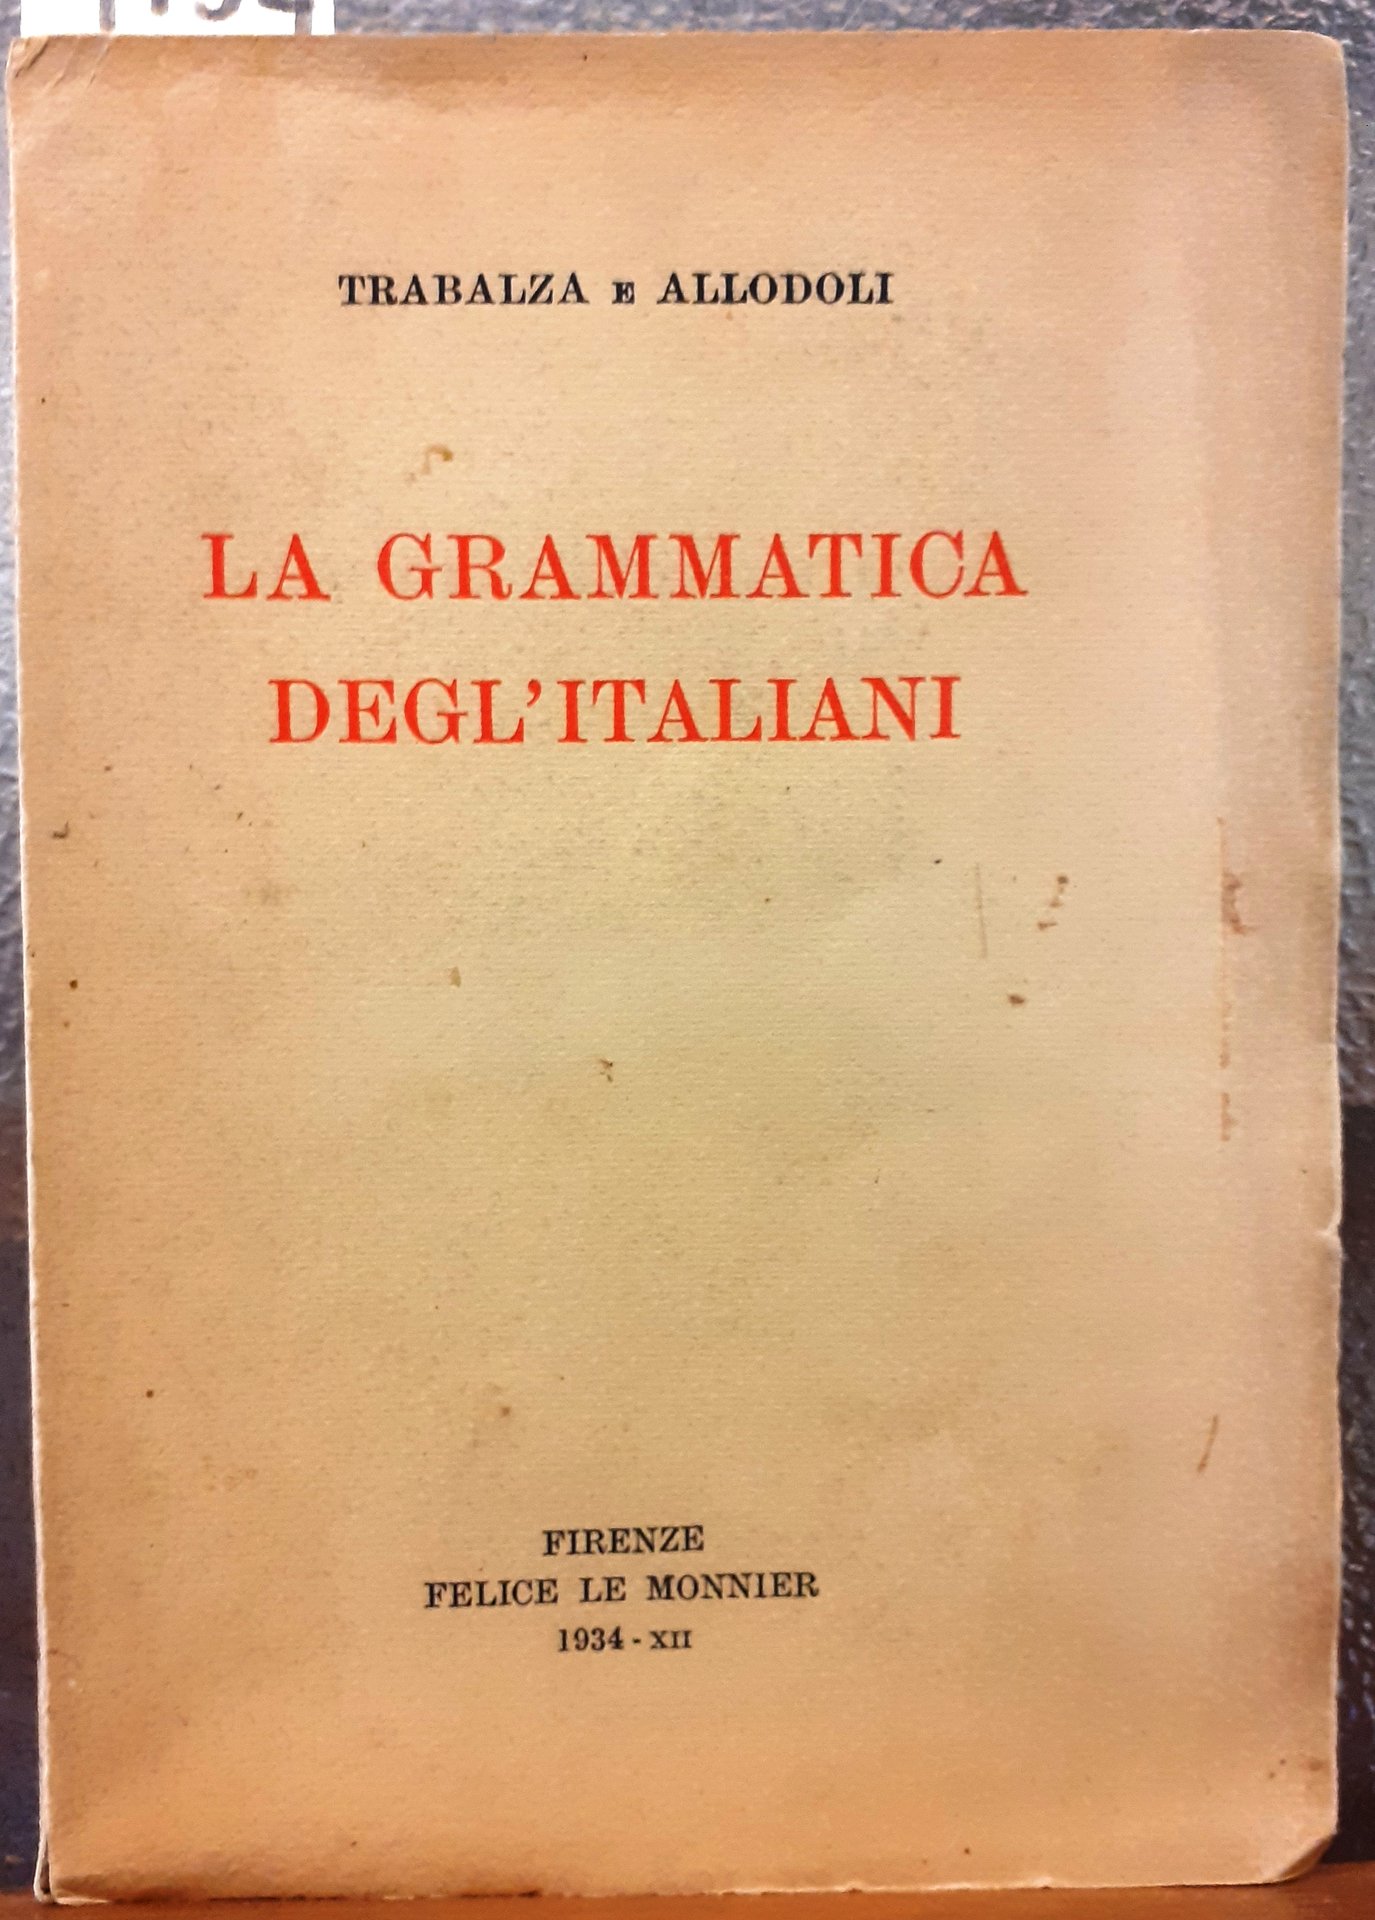 TRABALZA E ALLODOLI
LA GRAMMATICA
DEGL'ITALIANI
FIRENZE
FELICE LE MONNIER
1934 - XII